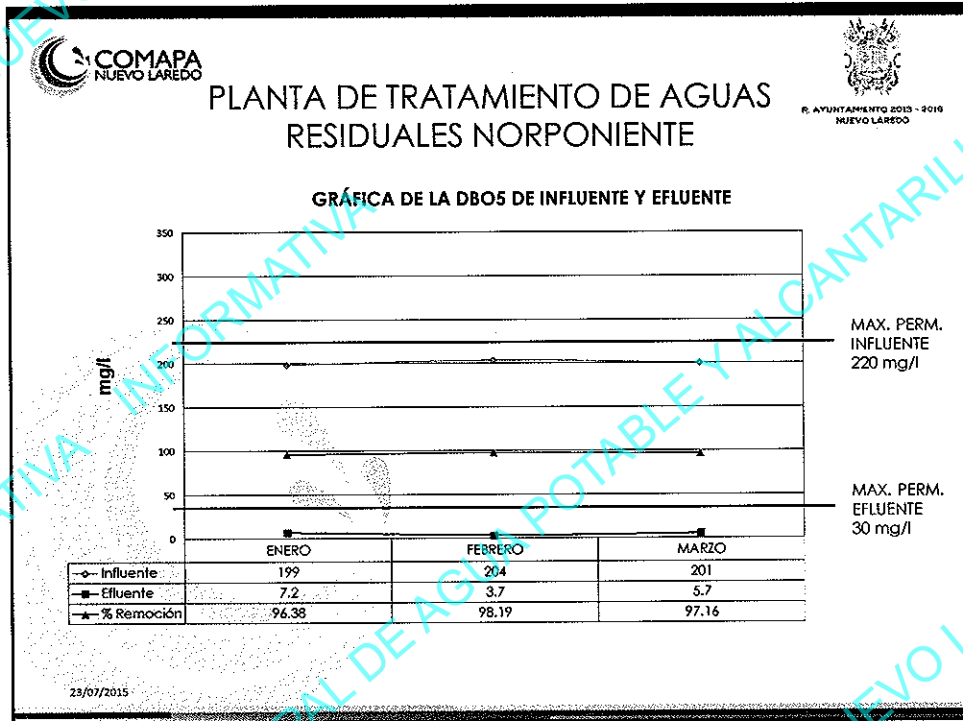 COMAPA
NUEVO LAREDO
R. AYUNTAMIENTO 2013 - 2016
NUEVO LAREDO
PLANTA DE TRATAMIENTO DE AGUAS
RESIDUALES NORPONIENTE
GRÁFICA DE LA DBO5 DE INFLUENTE Y EFLUENTE
mg/l
350
300
250
200
150
100
50
0
MAX. PERM.
INFLUENTE
220 mg/l
MAX. PERM.
EFLUENTE
30 mg/l
ENERO FEBRERO MARZO
Influente 199 204 201
Efluente 7.2 3.7 5.7
% Remoción 96.38 98.19 97.16
23/07/2015
INFORMATIVA
DE AGUA POTABLE Y ALCANTARIL